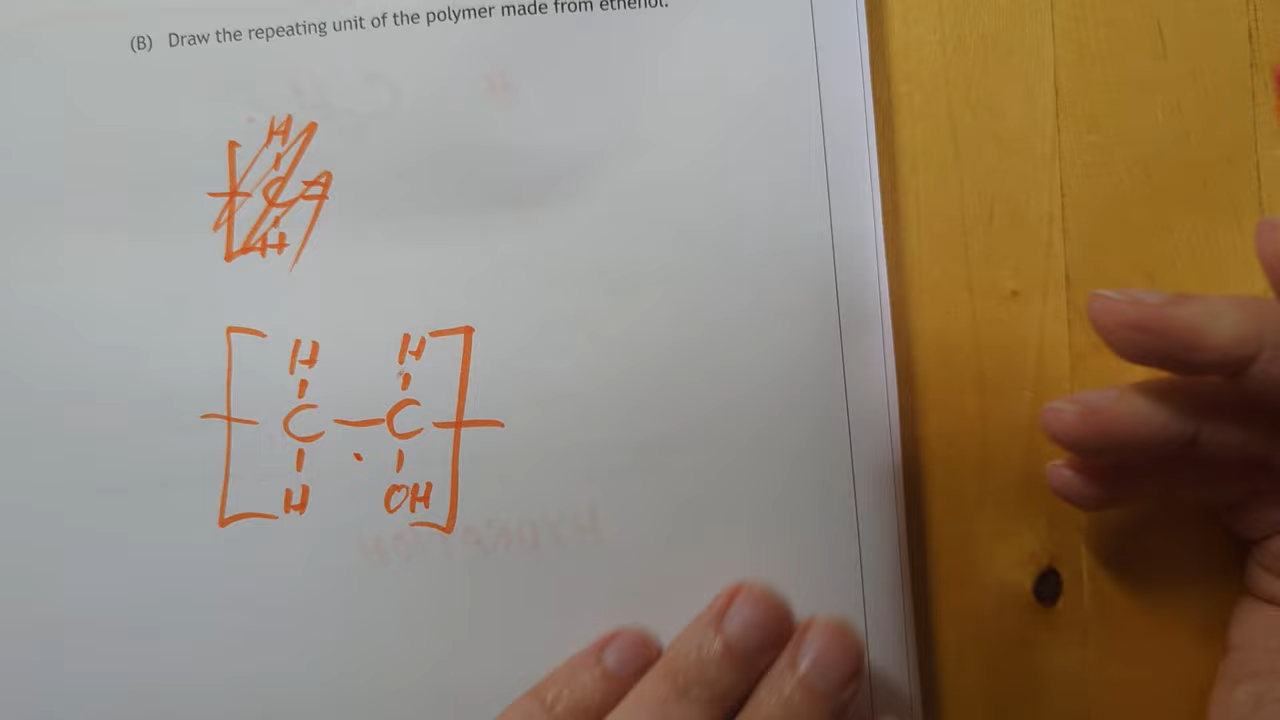 (B) Draw the repeating unit of the polymer made from ethenol.
H H
C — C
H OH